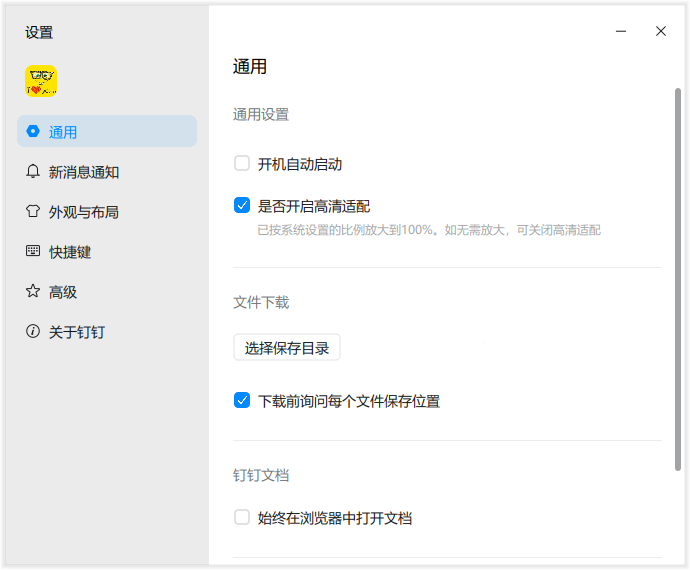 设置
通用
新消息通知
外观与布局
快捷键
高级
关于钉钉
通用
通用设置
开机自动启动
是否开启高清适配
已按系统设置的比例放大到100%。如无需放大，可关闭高清适配
文件下载
选择保存目录
下载前询问每个文件保存位置
钉钉文档
始终在浏览器中打开文档